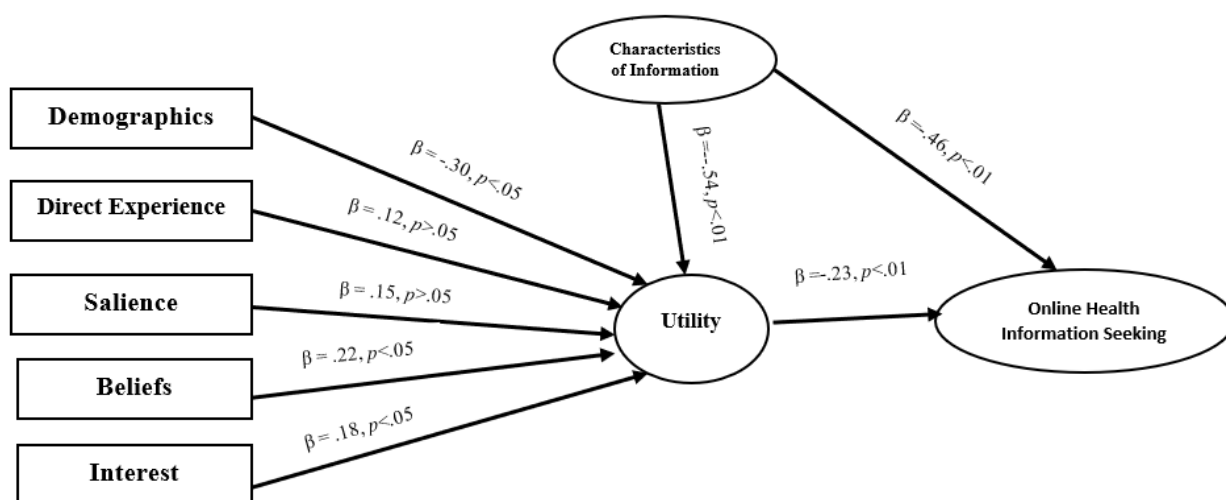 Characteristics
of Information
Demographics
β = -.30, p<.05
β =-.46, p<.01
β =--.54, p<.01
Direct Experience
β = .12, p>.05
Salience
β = .15, p>.05
Utility
β =-.23, p<.01
Online Health
Information Seeking
Beliefs
β = .22, p<.05
Interest
β = .18, p<.05